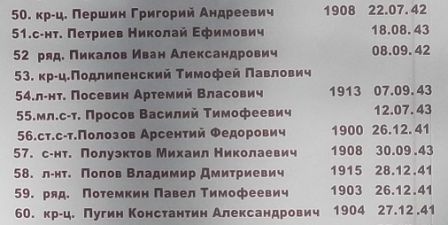 50. кр-ц. Першин Григорий Андреевич 1908 22.07.42
51.с-нт. Петриев Николай Ефимович 18.08.43
52 ряд. Пикалов Иван Александрович 08.09.42
53. кр-ц.Подлипенский Тимофей Павлович
54.л-нт. Посевин Артемий Власович 1913 07.09.43
55.мл.с-т. Просов Василий Тимофеевич 12.07.43
56.ст.с-т.Полозов Арсентий Федорович 1900 26.12.41
57. с-нт. Полуэктов Михаил Николаевич 1908 30.09.43
58. л-нт. Попов Владимир Дмитриевич 1915 28.12.41
59. ряд. Потемкин Павел Тимофеевич 1903 26.12.41
60. кр-ц. Пугин Константин Александрович 1904 27.12.41